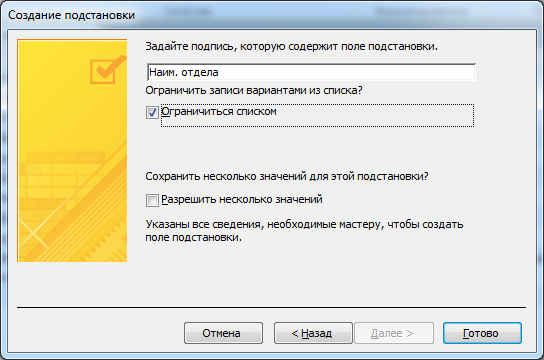 Создание подстановки
Задайте подпись, которую содержит поле подстановки.
Наим. отдела
Ограничить записи вариантами из списка?
Ограничиться списком
Сохранить несколько значений для этой подстановки?
Разрешить несколько значений
Указаны все сведения, необходимые мастеру, чтобы создать
поле подстановки.
Отмена
< Назад
Далее >
Готово